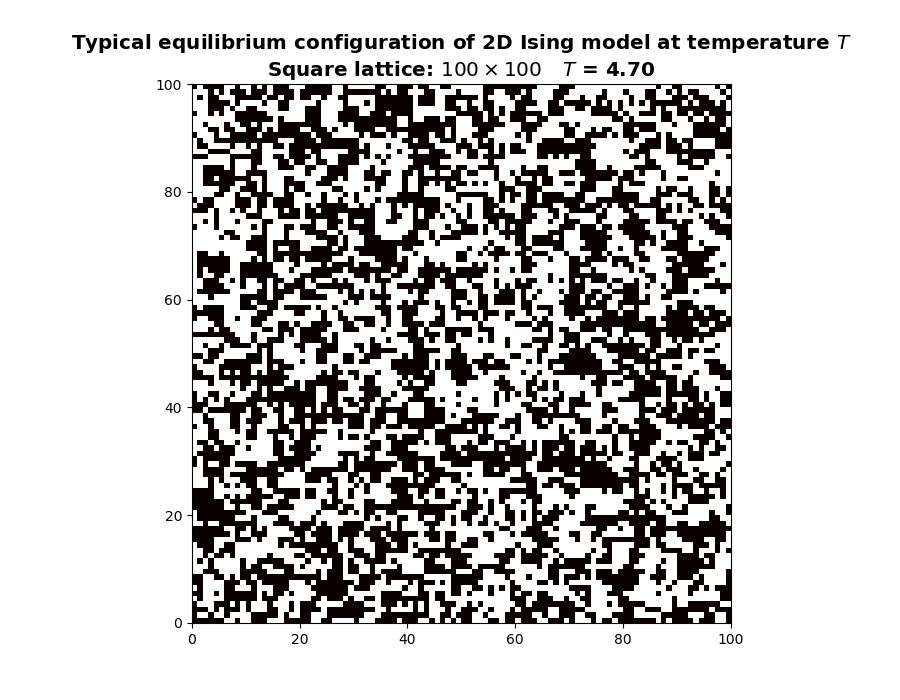 Typical equilibrium configuration of 2D Ising model at temperature T
Square lattice: 100 × 100 T = 4.70
100
80
60
40
20
0
0 20 40 60 80 100